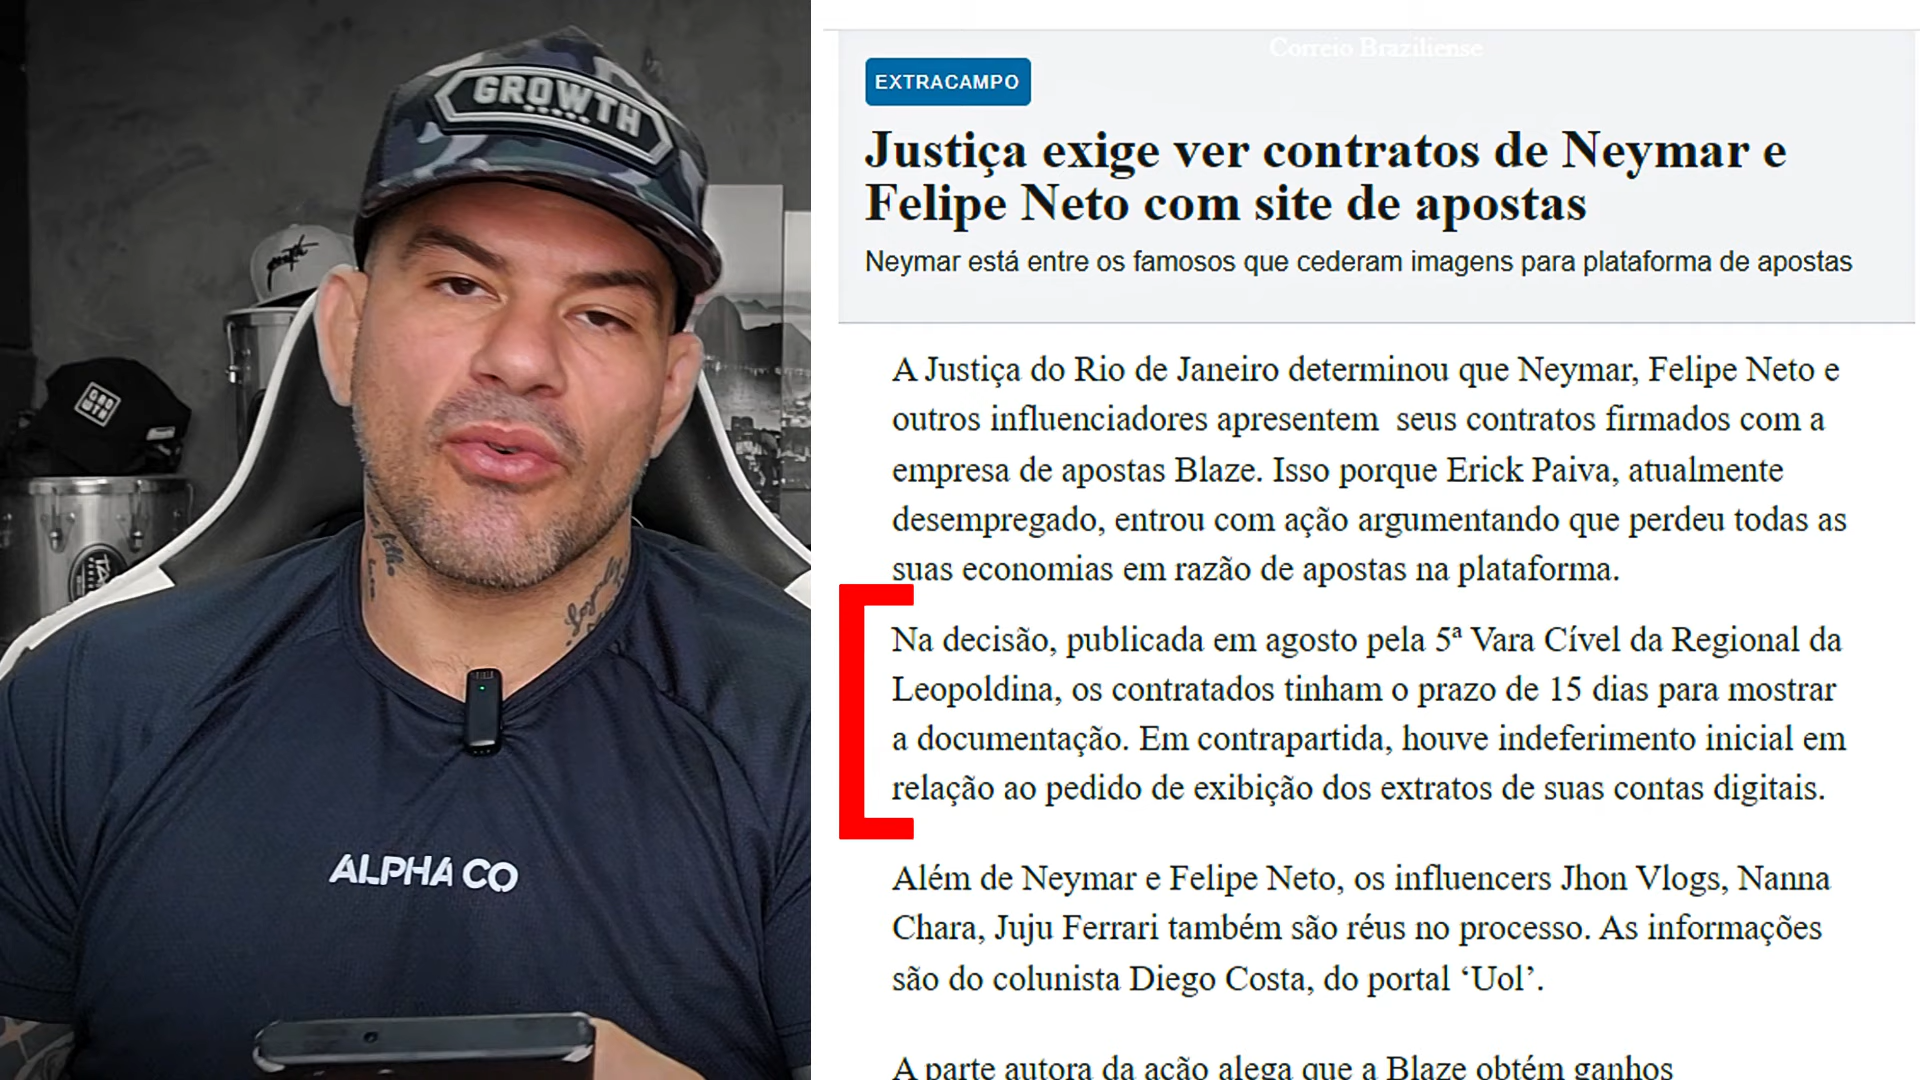 GROWTH
growth
GRO
WTH
ALPHA CO
Correio Braziliense
EXTRACAMPO
Justiça exige ver contratos de Neymar e
Felipe Neto com site de apostas
Neymar está entre os famosos que cederam imagens para plataforma de apostas
A Justiça do Rio de Janeiro determinou que Neymar, Felipe Neto e
outros influenciadores apresentem seus contratos firmados com a
empresa de apostas Blaze. Isso porque Erick Paiva, atualmente
desempregado, entrou com ação argumentando que perdeu todas as
suas economias em razão de apostas na plataforma.
Na decisão, publicada em agosto pela 5ª Vara Cível da Regional da
Leopoldina, os contratados tinham o prazo de 15 dias para mostrar
a documentação. Em contrapartida, houve indeferimento inicial em
relação ao pedido de exibição dos extratos de suas contas digitais.
Além de Neymar e Felipe Neto, os influencers Jhon Vlogs, Nanna
Chara, Juju Ferrari também são réus no processo. As informações
são do colunista Diego Costa, do portal ‘Uol’.
A parte autora da ação alega que a Blaze obtém ganhos